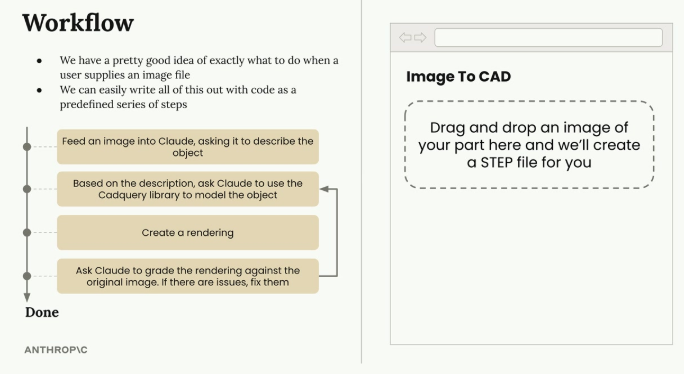 Workflow
● We have a pretty good idea of exactly what to do when a
user supplies an image file
● We can easily write all of this out with code as a
predefined series of steps
Feed an image into Claude, asking it to describe the
object
Based on the description, ask Claude to use the
Cadquery library to model the object
Create a rendering
Ask Claude to grade the rendering against the
original image. If there are issues, fix them
Done
ANTHROP\C
Image To CAD
Drag and drop an image of
your part here and we’ll create
a STEP file for you